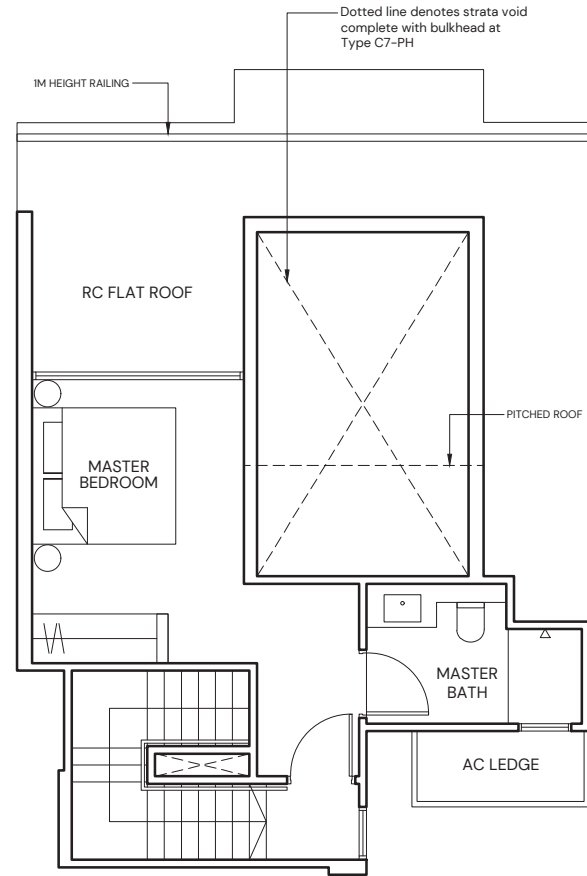 Dotted line denotes strata void
complete with bulkhead at
Type C7-PH
1M HEIGHT RAILING
RC FLAT ROOF
PITCHED ROOF
MASTER
BEDROOM
MASTER
BATH
AC LEDGE